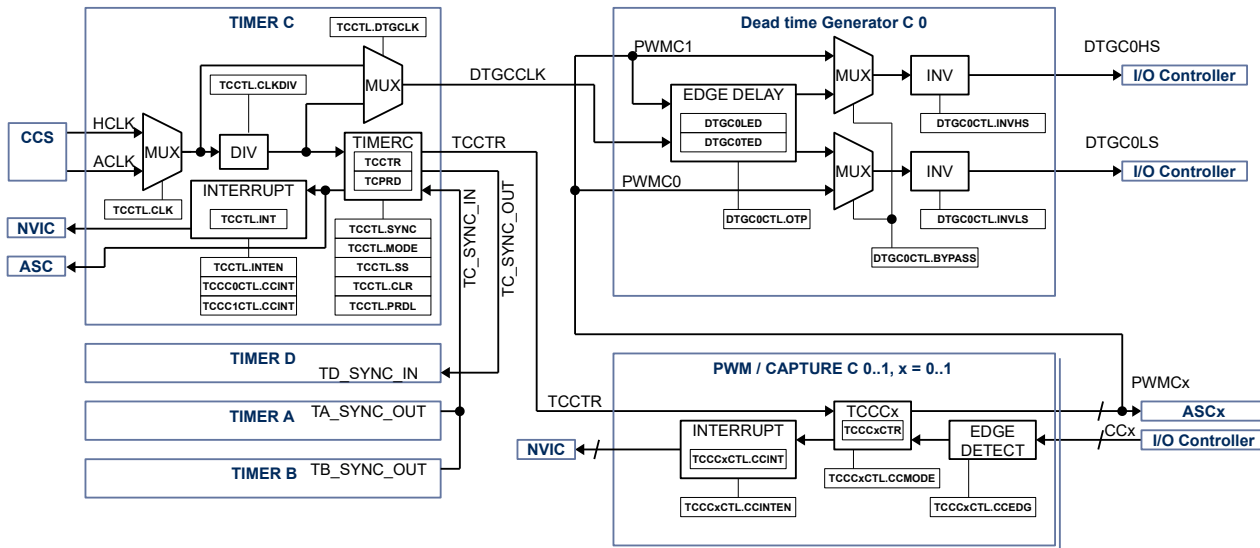 TIMER C
TCCTL.DTGCLK
TCCTL.CLKDIV
MUX
DTGCCLK
CCS
HCLK
ACLK
MUX
DIV
TIMERC
TCCTR
TCPRD
TCCTR
INTERRUPT
TCCTL.INT
TCCTL.CLK
NVIC
ASC
TCCTL.INTEN
TCCC0CTL.CCINT
TCCC1CTL.CCINT
TCCTL.SYNC
TCCTL.MODE
TCCTL.SS
TCCTL.CLR
TCCTL.PRDL
TC_SYNC_IN
TC_SYNC_OUT
TIMER D
TD_SYNC_IN
TIMER A
TA_SYNC_OUT
TIMER B
TB_SYNC_OUT
Dead time Generator C 0
PWMC1
EDGE DELAY
DTGC0LED
DTGC0TED
PWMC0
DTGC0CTL.OTP
MUX
INV
DTGC0CTL.INVHS
MUX
INV
DTGC0CTL.INVLS
DTGC0CTL.BYPASS
DTGC0HS
I/O Controller
DTGC0LS
I/O Controller
PWM / CAPTURE C 0..1, x = 0..1
TCCTR
TCCCx
TCCCxCTR
INTERRUPT
TCCCxCTL.CCINT
NVIC
EDGE
DETECT
TCCCxCTL.CCMODE
TCCCxCTL.CCINTEN
TCCCxCTL.CCEDG
PWMCx
ASCx
CCx
I/O Controller